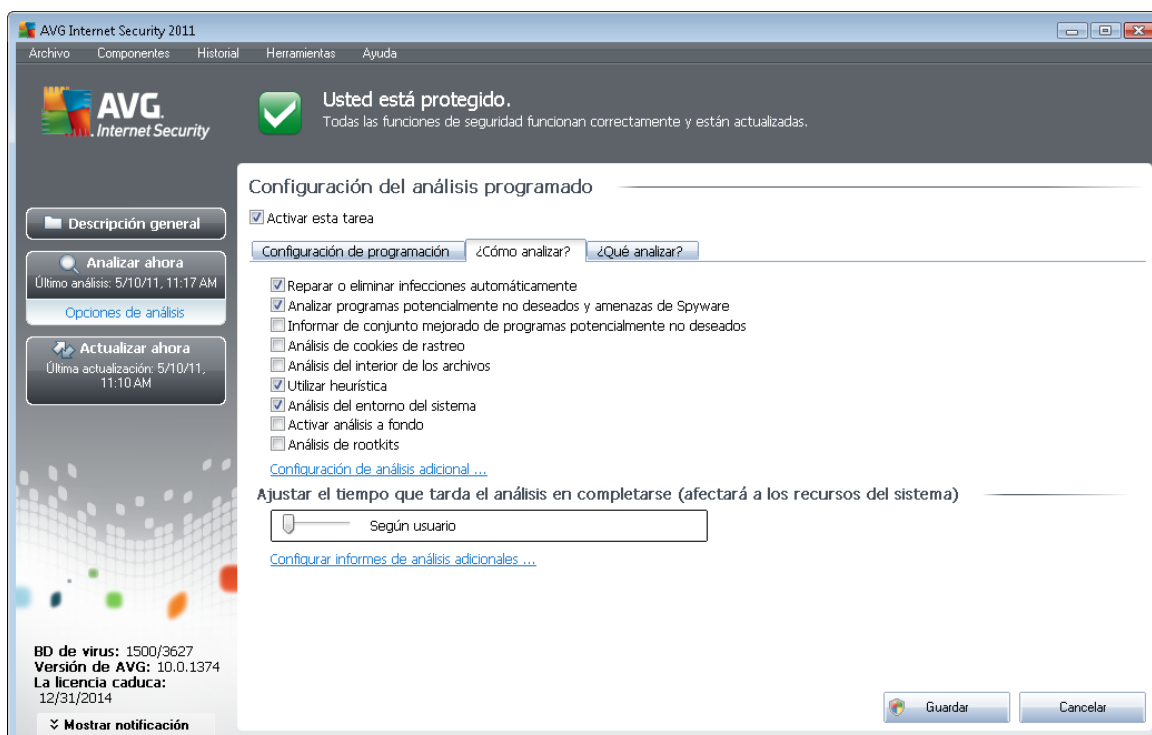 AVG Internet Security 2011
Archivo Componentes Historial Herramientas Ayuda
AVG.
Internet Security
Usted está protegido.
Todas las funciones de seguridad funcionan correctamente y están actualizadas.
Descripción general
Analizar ahora
Último análisis: 5/10/11, 11:17 AM
Opciones de análisis
Actualizar ahora
Última actualización: 5/10/11,
11:10 AM
BD de virus: 1500/3627
Versión de AVG: 10.0.1374
La licencia caduca:
12/31/2014
Mostrar notificación
Configuración del análisis programado
Activar esta tarea
Configuración de programación ¿Cómo analizar? ¿Qué analizar?
Reparar o eliminar infecciones automáticamente
Analizar programas potencialmente no deseados y amenazas de Spyware
Informar de conjunto mejorado de programas potencialmente no deseados
Análisis de cookies de rastreo
Análisis del interior de los archivos
Utilizar heurística
Análisis del entorno del sistema
Activar análisis a fondo
Análisis de rootkits
Configuración de análisis adicional ...
Ajustar el tiempo que tarda el análisis en completarse (afectará a los recursos del sistema)
Según usuario
Configurar informes de análisis adicionales ...
Guardar Cancelar